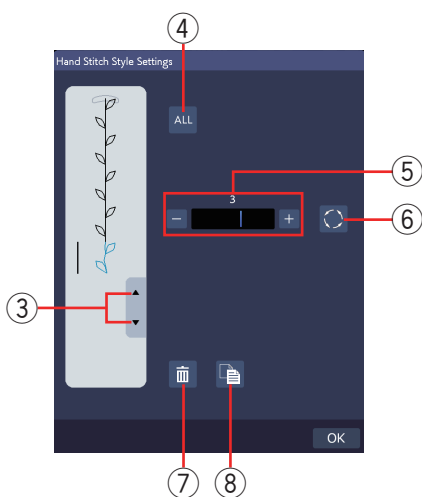 ④
Hand Stitch Style Settings
ALL
⑤
3
− +
⑥
③
OK
⑦ ⑧